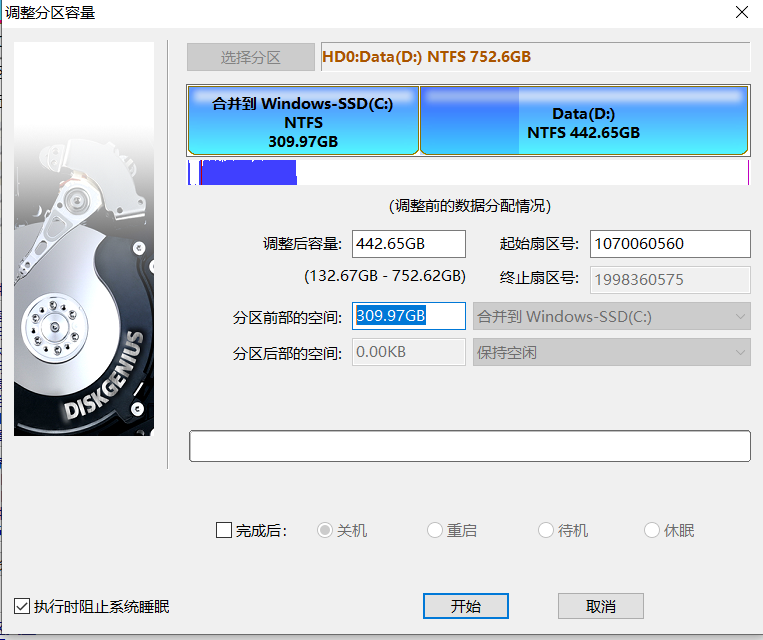 调整分区容量
选择分区
HD0:Data(D:) NTFS 752.6GB
合并到 Windows-SSD(C:)
NTFS
309.97GB
Data(D:)
NTFS 442.65GB
(调整前的数据分配情况)
调整后容量: 442.65GB 起始扇区号: 1070060560
(132.67GB - 752.62GB) 终止扇区号: 1998360575
分区前部的空间: 309.97GB 合并到 Windows-SSD(C:)
分区后部的空间: 0.00KB 保持空闲
DISKGENIUS
完成后: 关机 重启 待机 休眠
执行时阻止系统睡眠 开始 取消